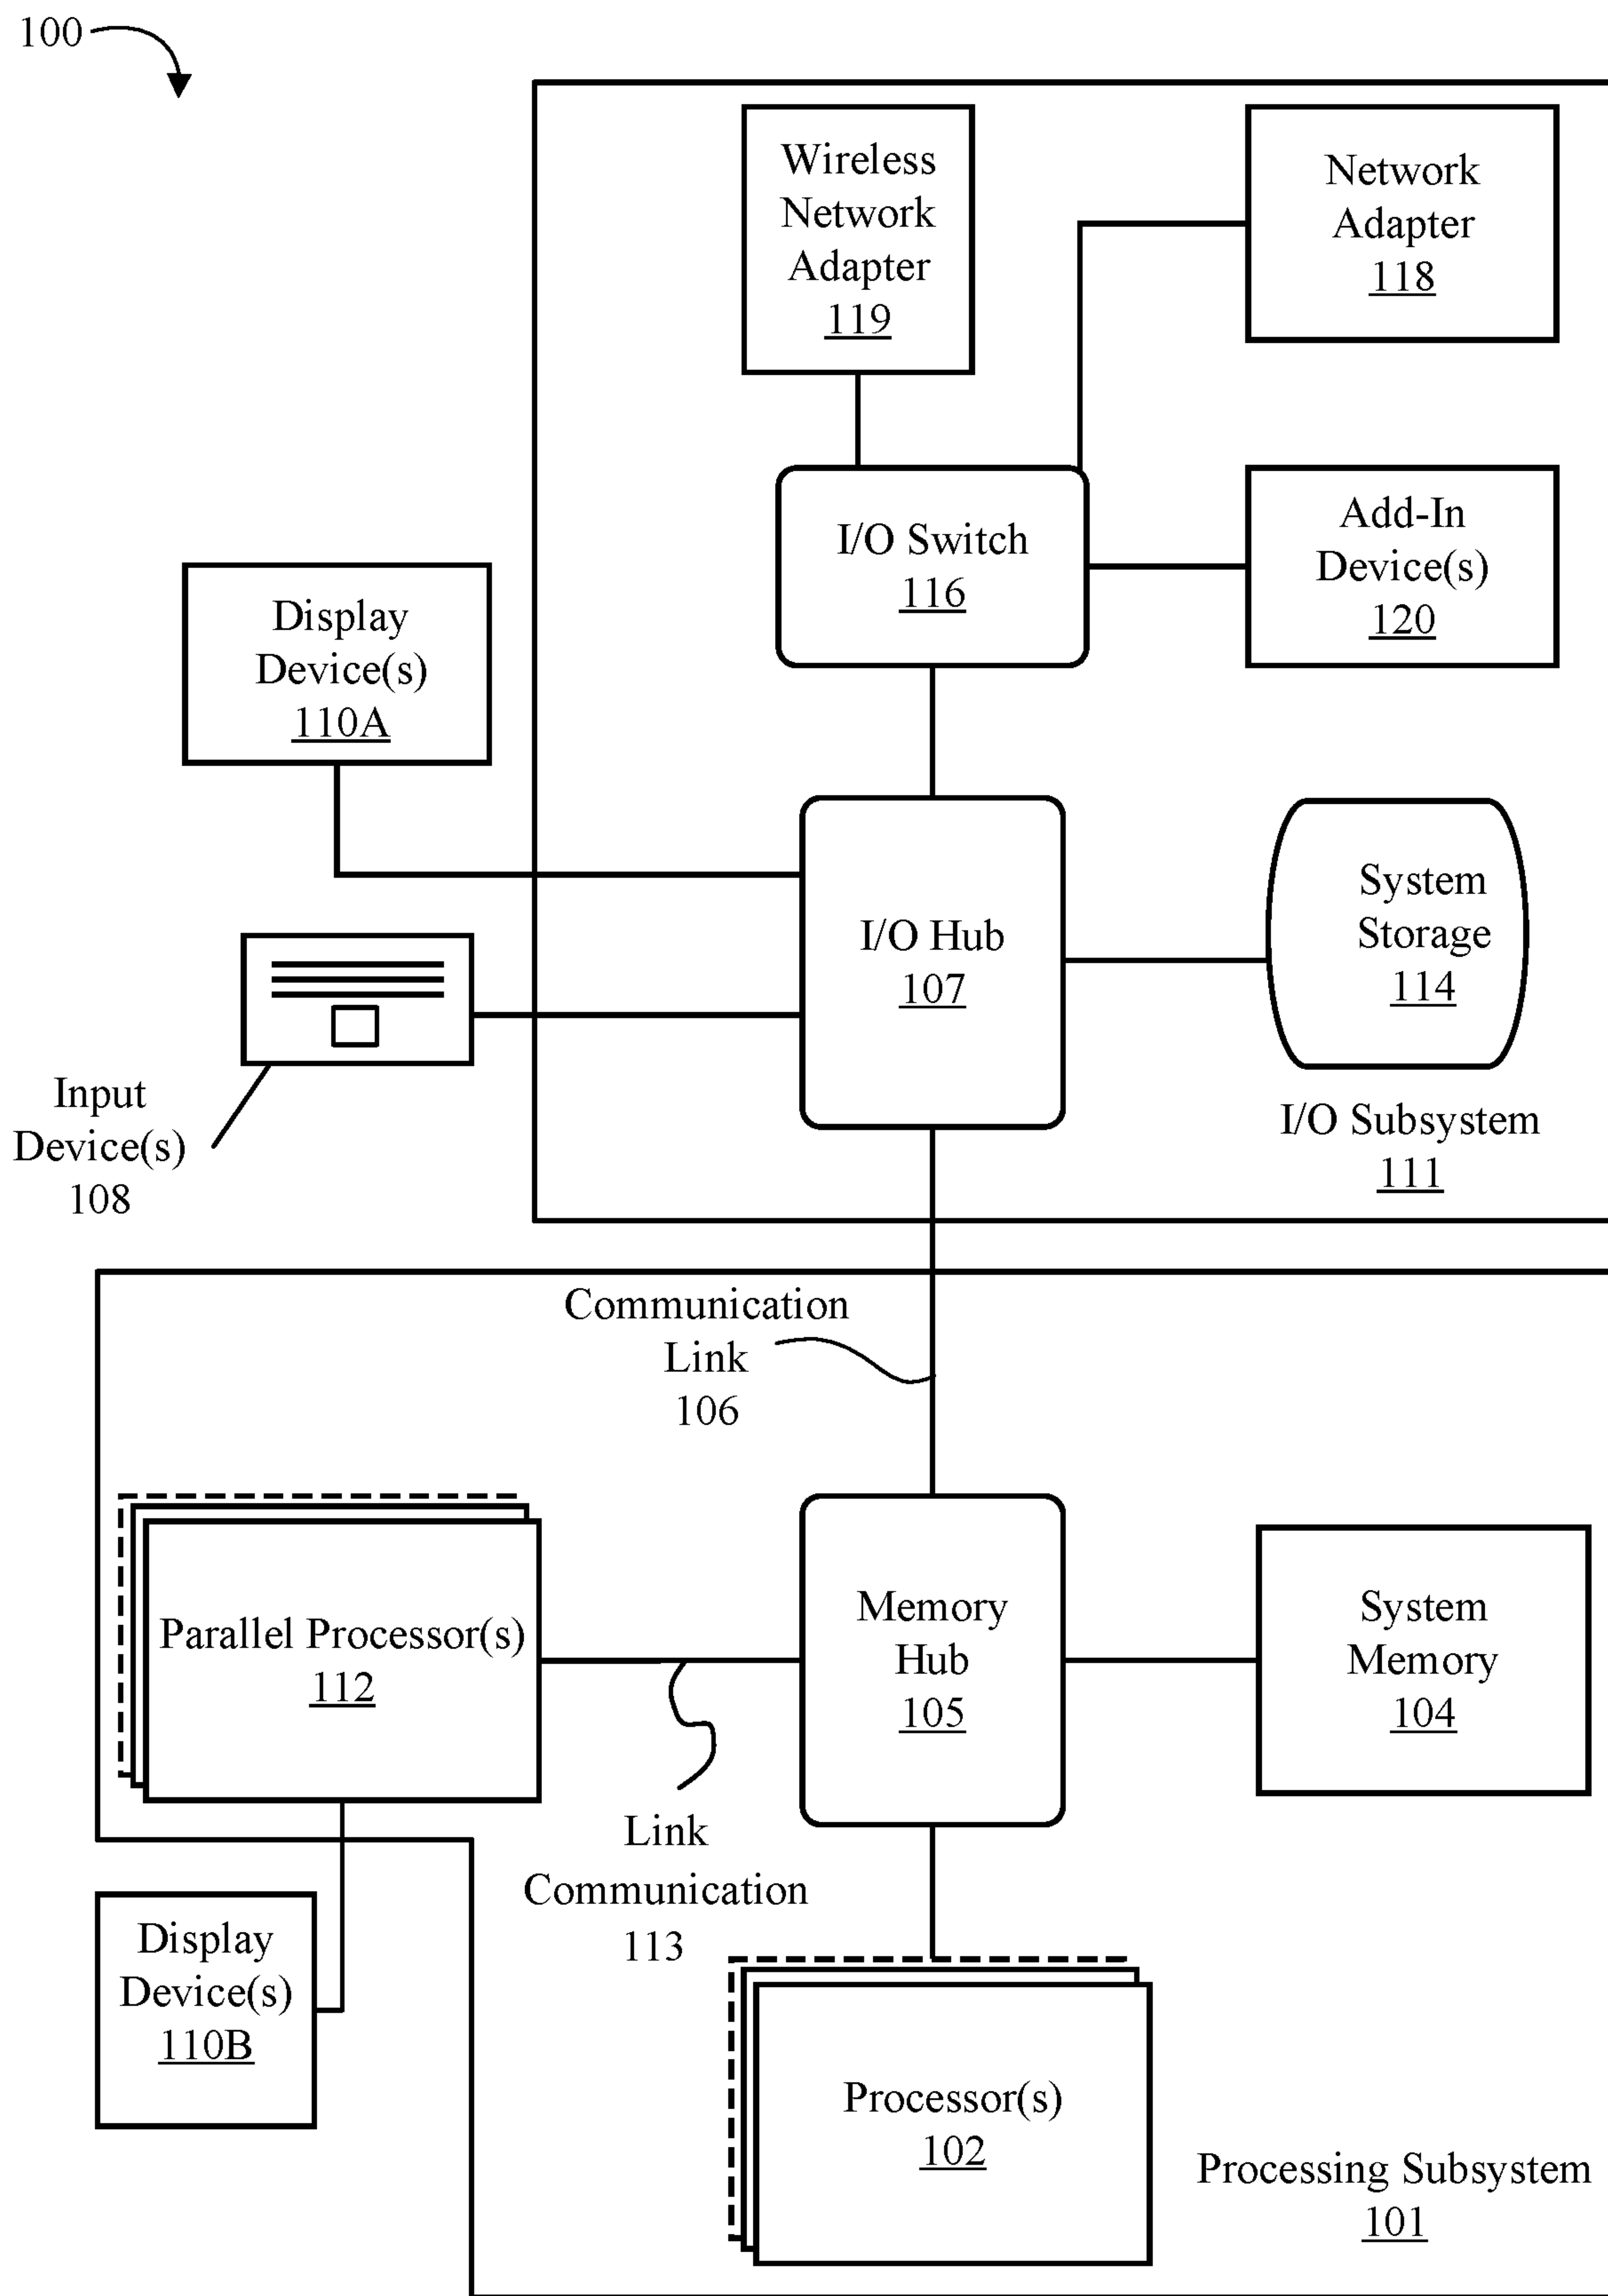 100
Wireless
Network
Adapter
119
Network
Adapter
118
I/O Switch
116
Add-In
Device(s)
120
Display
Device(s)
110A
I/O Hub
107
System
Storage
114
Input
Device(s)
108
I/O Subsystem
111
Communication
Link
106
Parallel Processor(s)
112
Memory
Hub
105
System
Memory
104
Link
Communication
113
Display
Device(s)
110B
Processor(s)
102
Processing Subsystem
101